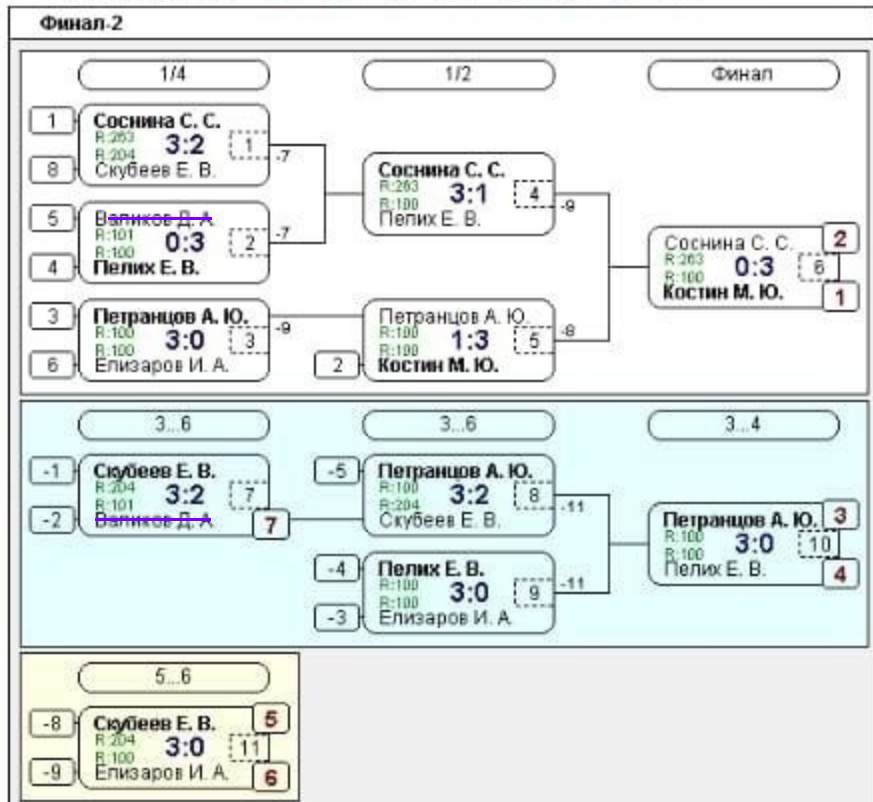 Финал-2
1/4 1/2 Финал
1 Соснина С. С.
R:263 3:2 1 -7
R:204
8 Скубеев Е. В.
5 Валиков Д. А
R:101 0:3 2 -7
R:100
4 Пелих Е. В.
3 Петранцов А. Ю.
R:100 3:0 3 -9
R:100
6 Елизаров И. А.
Соснина С. С.
R:263 3:1 4 -9
R:100
Пелих Е. В.
Петранцов А. Ю.
R:100 1:3 5 -8
R:100
2 Костин М. Ю.
Соснина С. С. 2
R:263 0:3 6
R:100
Костин М. Ю. 1
3...6 3...6 3...4
-1 Скубеев Е. В.
R:204 3:2 7
R:101
-2 Валиков Д. А 7
-5 Петранцов А. Ю.
R:100 3:2 8 -11
R:204
Скубеев Е. В.
-4 Пелих Е. В.
R:100 3:0 9 -11
R:100
-3 Елизаров И. А.
Петранцов А. Ю. 3
R:100 3:0 10
R:100
Пелих Е. В. 4
5...6
-8 Скубеев Е. В. 5
R:204 3:0 11
R:100
-9 Елизаров И. А. 6